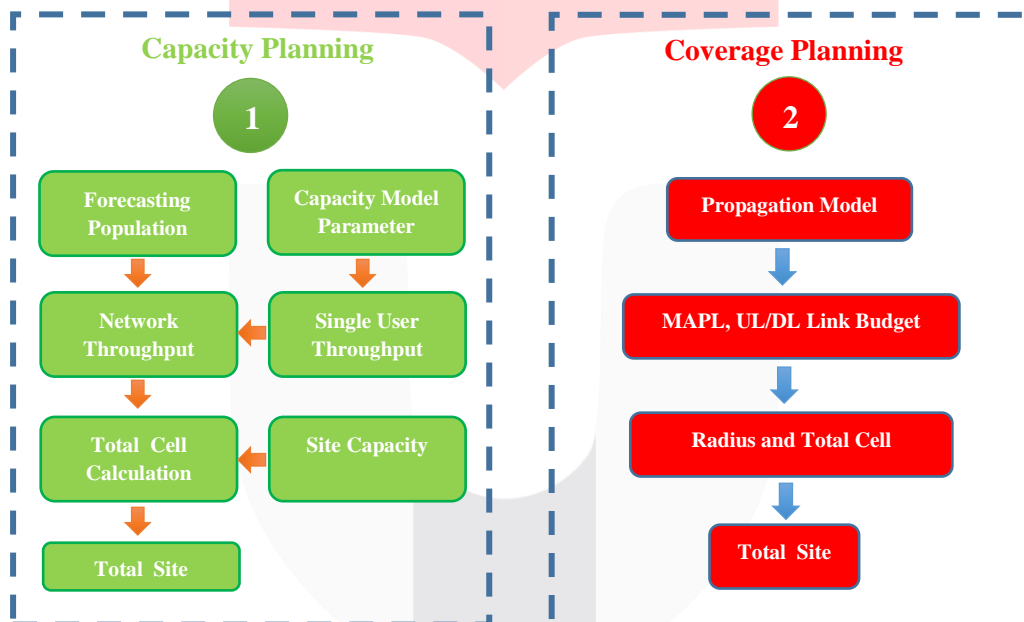 Capacity Planning
1
Forecasting
Population
Capacity Model
Parameter
Network
Throughput
Single User
Throughput
Total Cell
Calculation
Site Capacity
Total Site
Coverage Planning
2
Propagation Model
MAPL, UL/DL Link Budget
Radius and Total Cell
Total Site